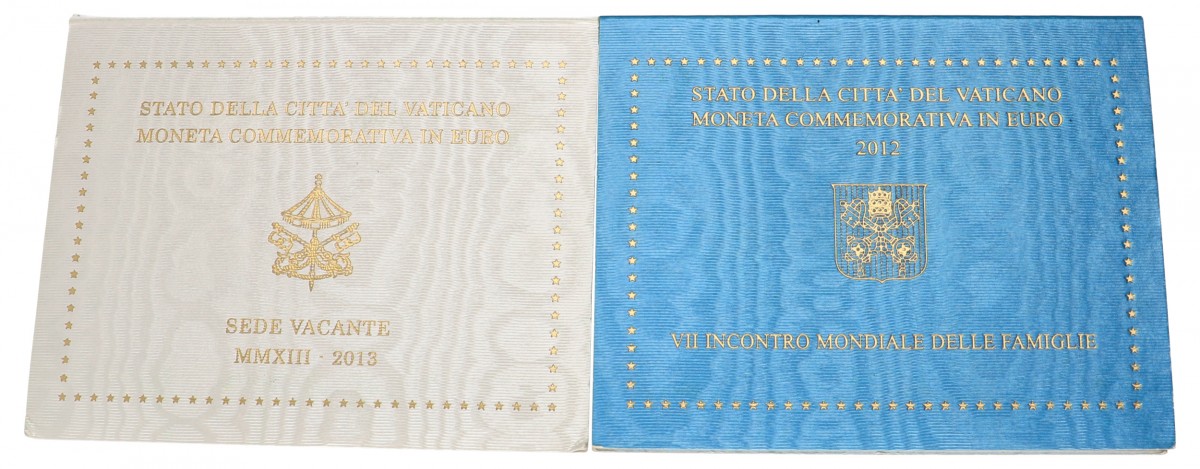 STATO DELLA CITTA' DEL VATICANO
MONETA COMMEMORATIVA IN EURO
SEDE VACANTE
MMXIII · 2013
STATO DELLA CITTA' DEL VATICANO
MONETA COMMEMORATIVA IN EURO
2012
VII INCONTRO MONDIALE DELLE FAMIGLIE